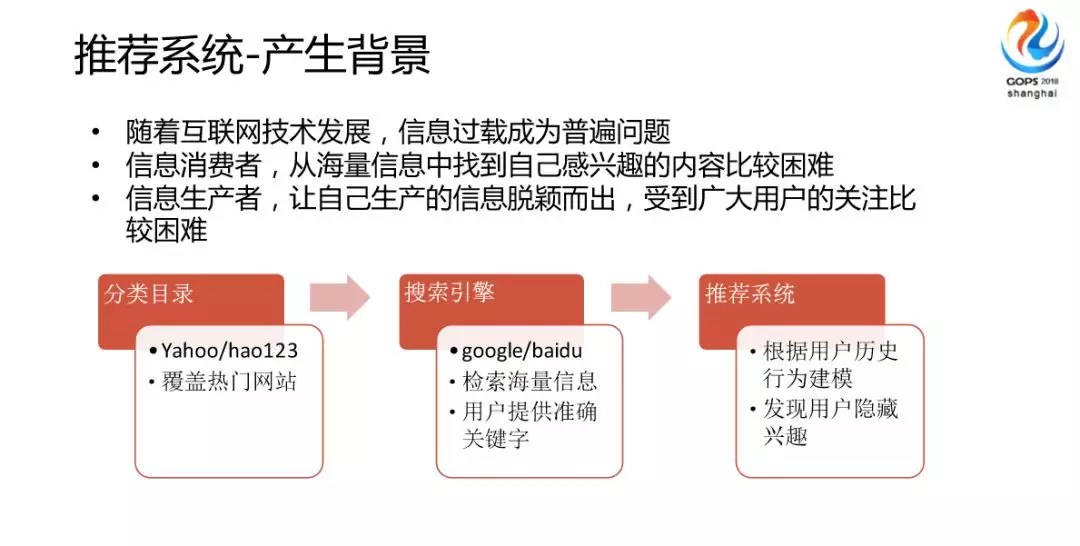 推荐系统-产生背景
GOPS 2018
shanghai
• 随着互联网技术发展，信息过载成为普遍问题
• 信息消费者，从海量信息中找到自己感兴趣的内容比较困难
• 信息生产者，让自己生产的信息脱颖而出，受到广大用户的关注比
较困难
分类目录
•Yahoo/hao123
•覆盖热门网站
搜索引擎
•google/baidu
•检索海量信息
•用户提供准确
关键字
推荐系统
•根据用户历史
行为建模
•发现用户隐藏
兴趣